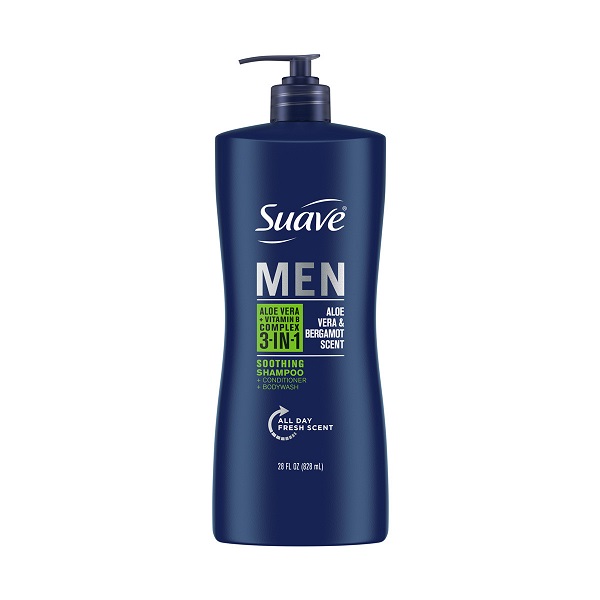 Suave®
MEN
ALOE VERA
+ VITAMIN B
COMPLEX
3-IN-1
ALOE
VERA &
BERGAMOT
SCENT
SOOTHING
SHAMPOO
+ CONDITIONER
+ BODYWASH
ALL DAY
FRESH SCENT
28 FL OZ (828 mL)